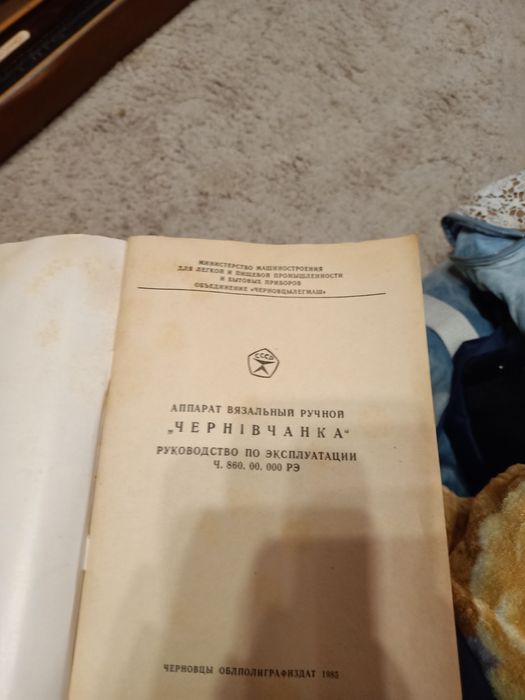 МИНИСТЕРСТВО МАШИНОСТРОЕНИЯ
ДЛЯ ЛЕГКОЙ И ПИЩЕВОЙ ПРОМЫШЛЕННОСТИ
И БЫТОВЫХ ПРИБОРОВ
ОБЪЕДИНЕНИЕ «ЧЕРНОВЦЫЛЕГМАШ»
СССР
АППАРАТ ВЯЗАЛЬНЫЙ РУЧНОЙ
„ЧЕРНІВЧАНКА“
РУКОВОДСТВО ПО ЭКСПЛУАТАЦИИ
Ч. 860. 00. 000 РЭ
ЧЕРНОВЦЫ ОБЛПОЛИГРАФИЗДАТ 1985